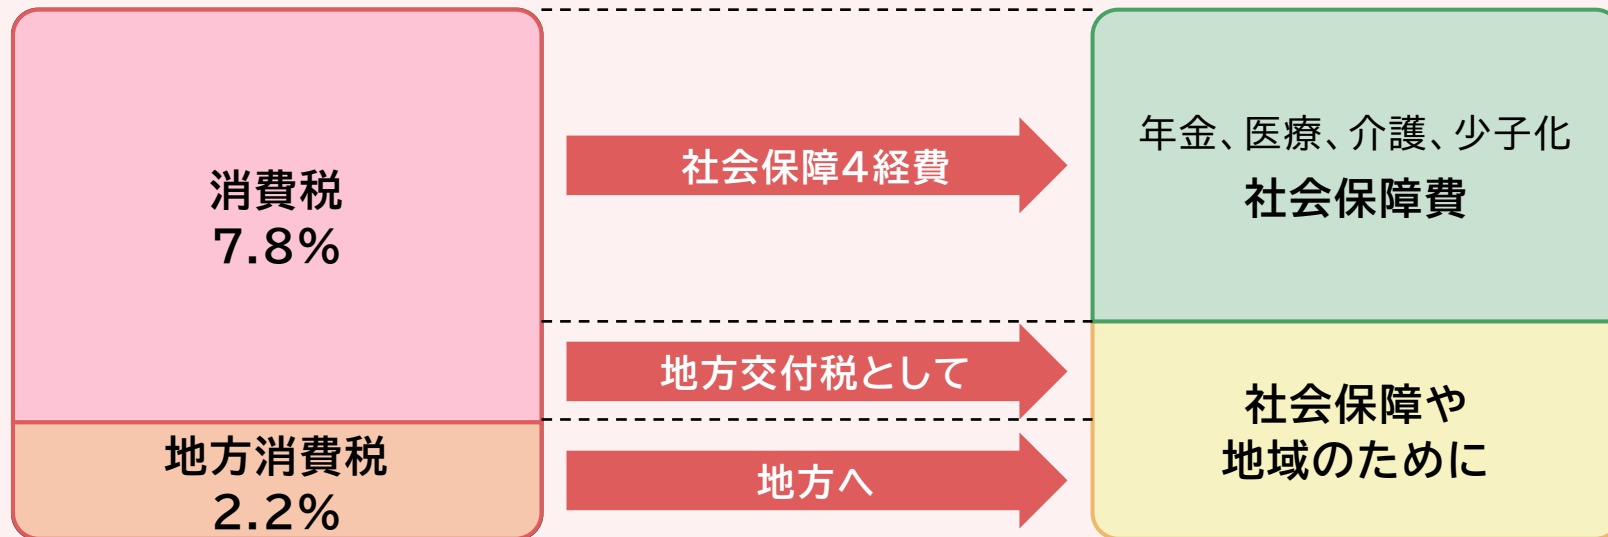 消費税
7.8%
地方消費税
2.2%
社会保障4経費
地方交付税として
地方へ
年金、医療、介護、少子化
社会保障費
社会保障や
地域のために